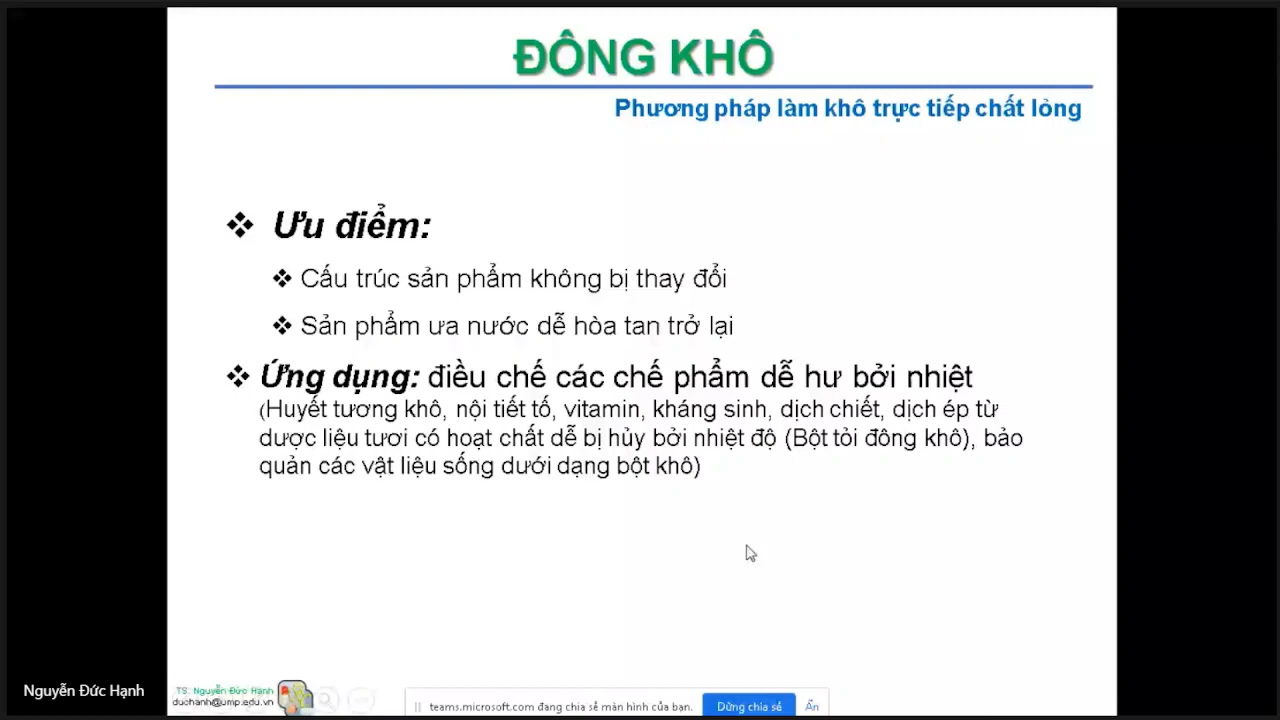 ĐÔNG KHÔ
Phương pháp làm khô trực tiếp chất lỏng
❖ Ưu điểm:
❖ Cấu trúc sản phẩm không bị thay đổi
❖ Sản phẩm ưa nước dễ hòa tan trở lại
❖ Ứng dụng: điều chế các chế phẩm dễ hư bởi nhiệt
(Huyết tương khô, nội tiết tố, vitamin, kháng sinh, dịch chiết, dịch ép từ
dược liệu tươi có hoạt chất dễ bị hủy bởi nhiệt độ (Bột tỏi đông khô), bảo
quản các vật liệu sống dưới dạng bột khô)
Nguyễn Đức Hạnh
TS. Nguyễn Đức Hạnh
duchanh@ump.edu.vn
teams.microsoft.com đang chia sẻ màn hình của bạn.
Dừng chia sẻ
Ẩn